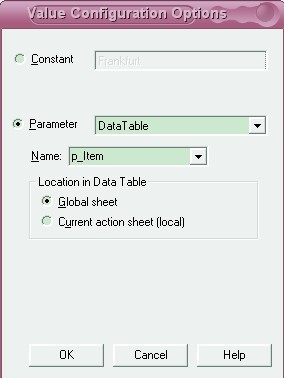 Value Configuration Options
Constant
Frankfurt
Parameter
DataTable
Name:
p_Item
Location in Data Table
Global sheet
Current action sheet (local)
OK
Cancel
Help